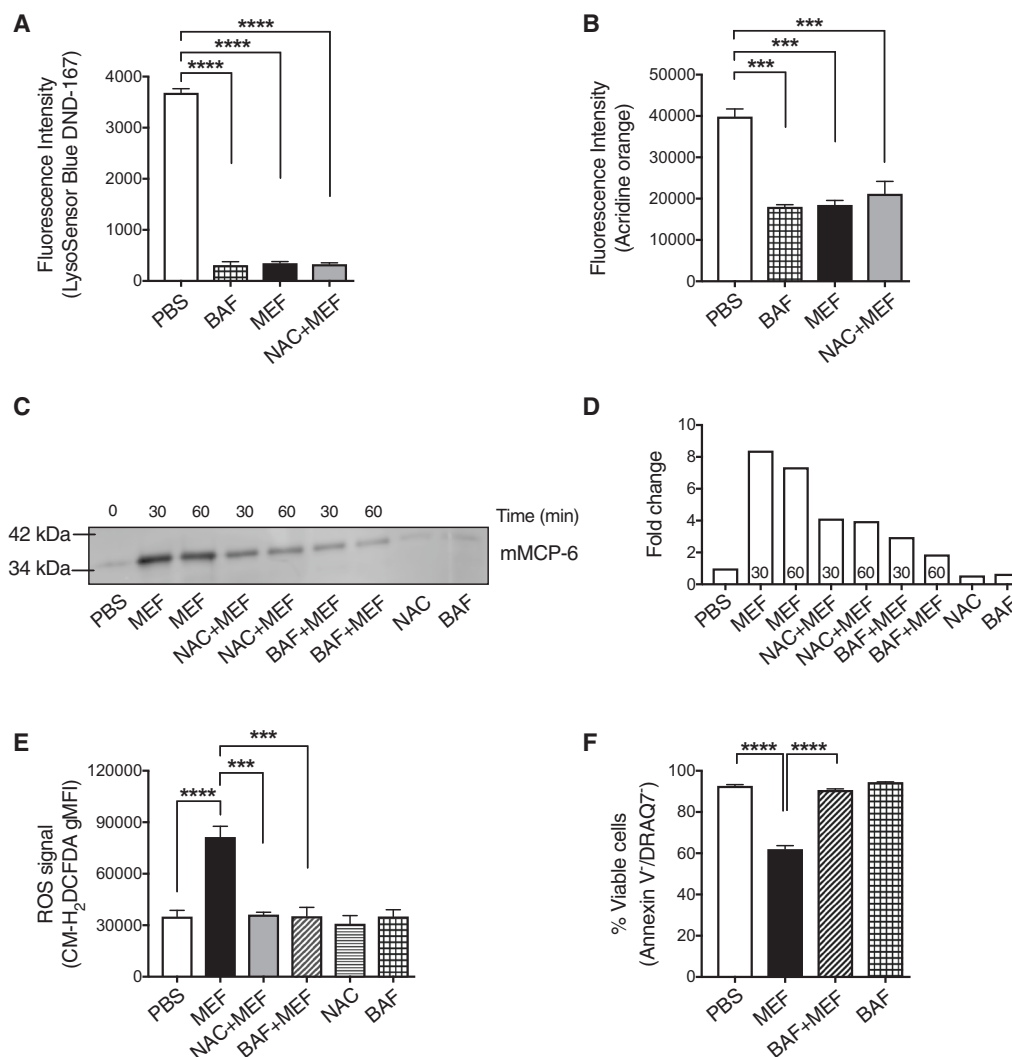 A
****
****
****
Fluorescence Intensity
(LysoSensor Blue DND-167)
4000
3000
2000
1000
0
PBS
BAF
MEF
NAC+MEF
B
***
***
***
Fluorescence Intensity
(Acridine orange)
50000
40000
30000
20000
10000
0
PBS
BAF
MEF
NAC+MEF
C
0 30 60 30 60 30 60 Time (min)
42 kDa
34 kDa
mMCP-6
PBS
MEF
MEF
NAC+MEF
NAC+MEF
BAF+MEF
BAF+MEF
NAC
BAF
D
Fold change
10
8
6
4
2
0
30 60 30 60 30 60
PBS
MEF
MEF
NAC+MEF
NAC+MEF
BAF+MEF
BAF+MEF
NAC
BAF
E
***
***
****
ROS signal
(CM-H₂DCFDA gMFI)
120000
90000
60000
30000
0
PBS
MEF
NAC+MEF
BAF+MEF
NAC
BAF
F
**** ****
% Viable cells
(Annexin V⁻/DRAQ7⁻)
100
80
60
40
20
0
PBS
MEF
BAF+MEF
BAF